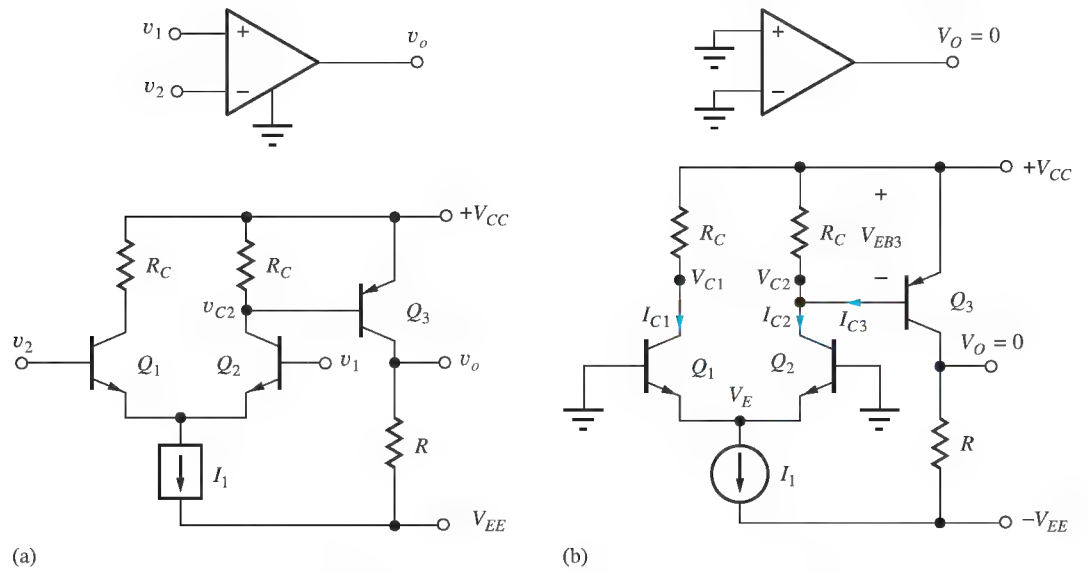 v1
+
vo
v2
−
+VCC
RC
RC
vC2
Q3
v2
Q1
Q2
v1
vo
I1
R
VEE
(a)
+
VO = 0
−
+VCC
+
RC
RC
VEB3
VC1
VC2
−
IC1
IC2
IC3
Q3
VO = 0
Q1
Q2
VE
R
I1
−VEE
(b)